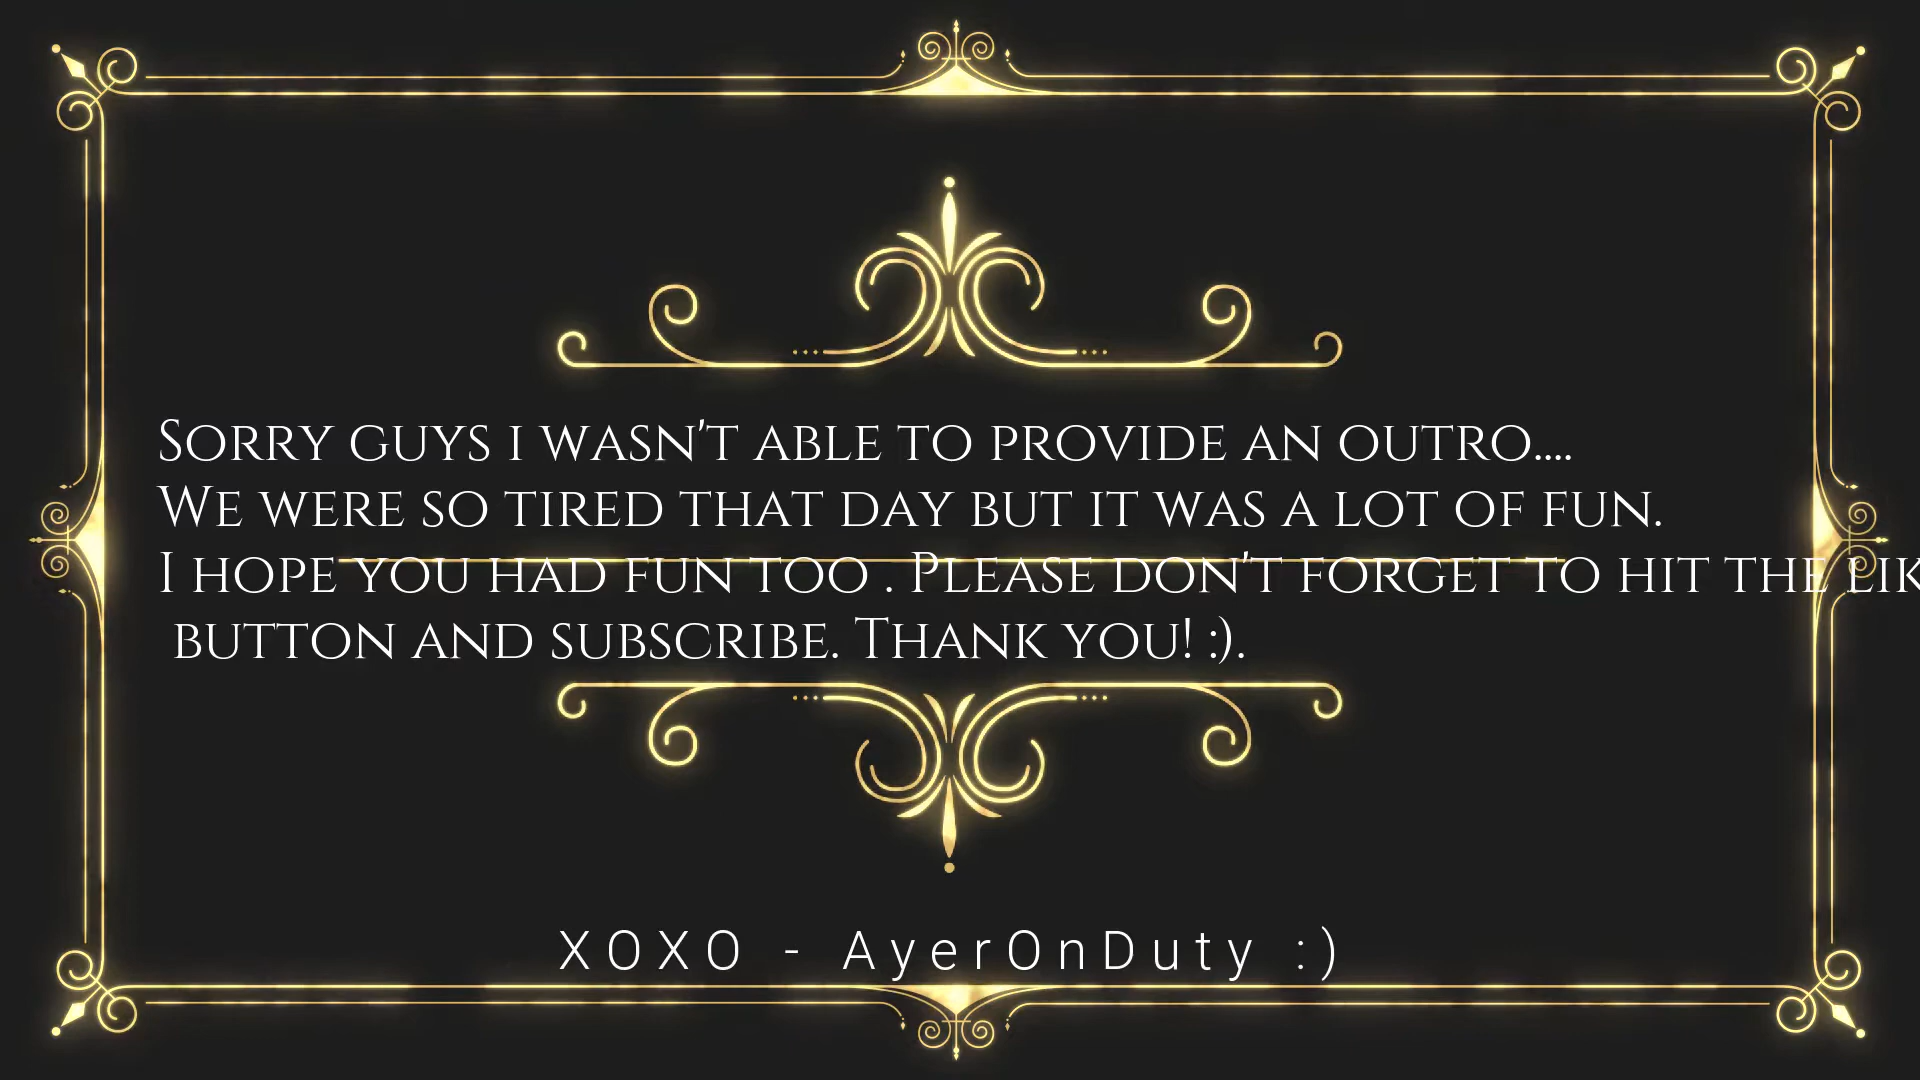 Sorry guys i wasn't able to provide an outro....
We were so tired that day but it was a lot of fun.
I hope you had fun too . Please don't forget to hit the lik
button and subscribe. Thank you! :).
XOXO - AyerOnDuty :)